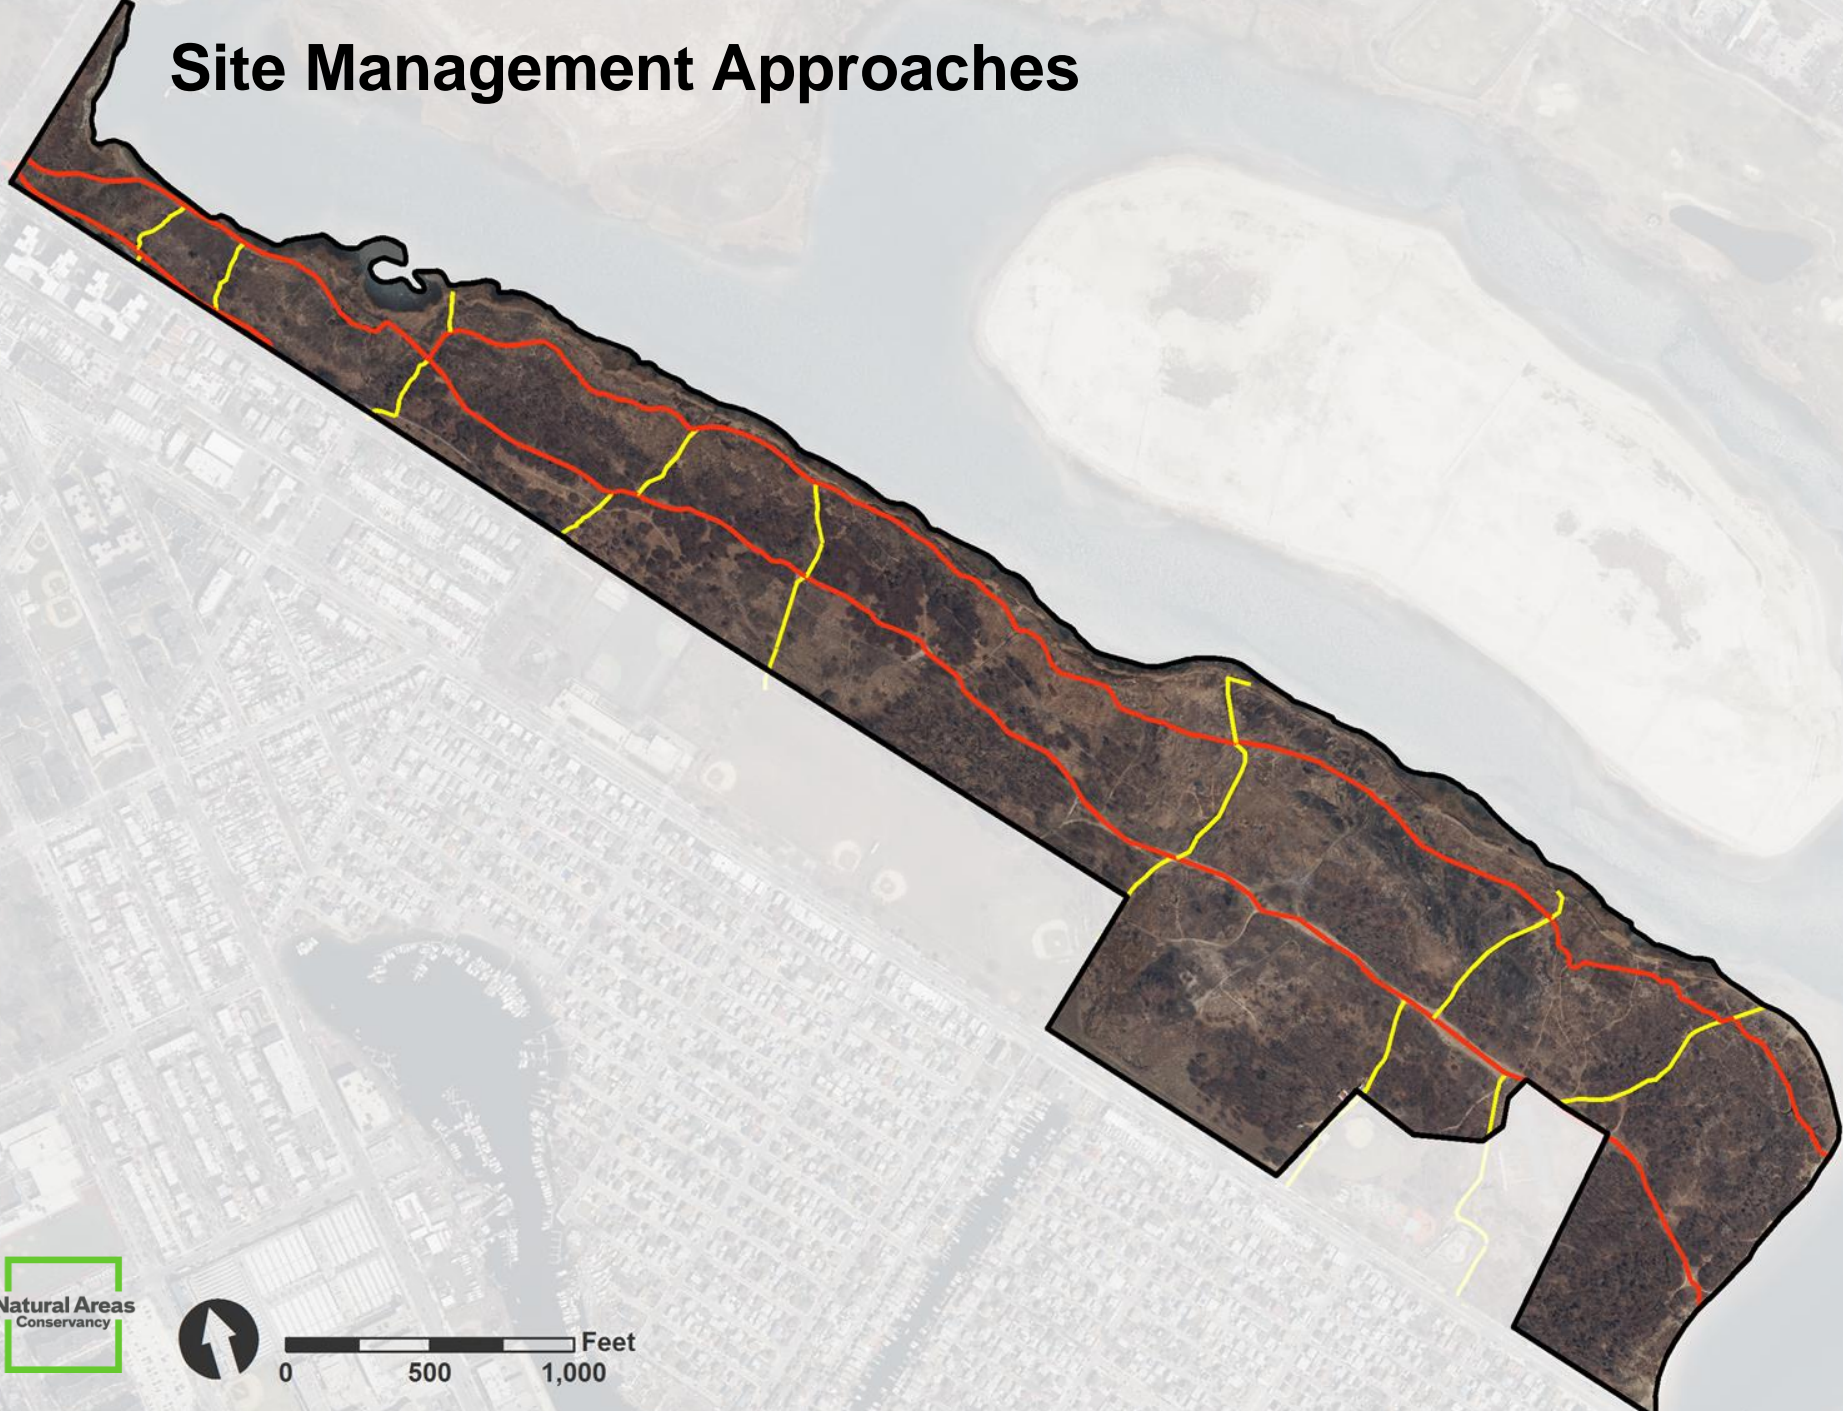 Site Management Approaches
Natural Areas
Conservancy
Feet
0 500 1,000